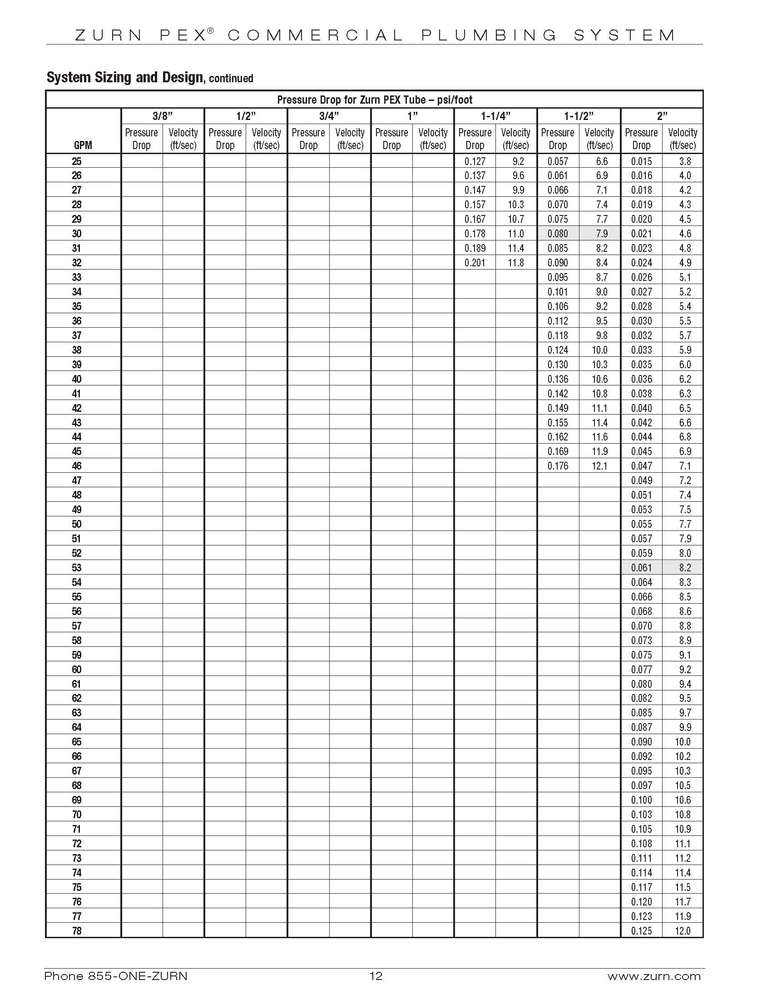 ZURN PEX® COMMERCIAL PLUMBING SYSTEM
System Sizing and Design, continued
Pressure Drop for Zurn PEX Tube – psi/foot
3/8” 1/2” 3/4” 1” 1-1/4” 1-1/2” 2”
GPM Pressure Drop Velocity (ft/sec) Pressure Drop Velocity (ft/sec) Pressure Drop Velocity (ft/sec) Pressure Drop Velocity (ft/sec) Pressure Drop Velocity (ft/sec) Pressure Drop Velocity (ft/sec) Pressure Drop Velocity (ft/sec)
25 0.127 9.2 0.057 6.6 0.015 3.8
26 0.137 9.6 0.061 6.9 0.016 4.0
27 0.147 9.9 0.066 7.1 0.018 4.2
28 0.157 10.3 0.070 7.4 0.019 4.3
29 0.167 10.7 0.075 7.7 0.020 4.5
30 0.178 11.0 0.080 7.9 0.021 4.6
31 0.189 11.4 0.085 8.2 0.023 4.8
32 0.201 11.8 0.090 8.4 0.024 4.9
33 0.095 8.7 0.026 5.1
34 0.101 9.0 0.027 5.2
35 0.106 9.2 0.028 5.4
36 0.112 9.5 0.030 5.5
37 0.118 9.8 0.032 5.7
38 0.124 10.0 0.033 5.9
39 0.130 10.3 0.035 6.0
40 0.136 10.6 0.036 6.2
41 0.142 10.8 0.038 6.3
42 0.149 11.1 0.040 6.5
43 0.155 11.4 0.042 6.6
44 0.162 11.6 0.044 6.8
45 0.169 11.9 0.045 6.9
46 0.176 12.1 0.047 7.1
47 0.049 7.2
48 0.051 7.4
49 0.053 7.5
50 0.055 7.7
51 0.057 7.9
52 0.059 8.0
53 0.061 8.2
54 0.064 8.3
55 0.066 8.5
56 0.068 8.6
57 0.070 8.8
58 0.073 8.9
59 0.075 9.1
60 0.077 9.2
61 0.080 9.4
62 0.082 9.5
63 0.085 9.7
64 0.087 9.9
65 0.090 10.0
66 0.092 10.2
67 0.095 10.3
68 0.097 10.5
69 0.100 10.6
70 0.103 10.8
71 0.105 10.9
72 0.108 11.1
73 0.111 11.2
74 0.114 11.4
75 0.117 11.5
76 0.120 11.7
77 0.123 11.9
78 0.125 12.0
Phone 855-ONE-ZURN 12 www.zurn.com